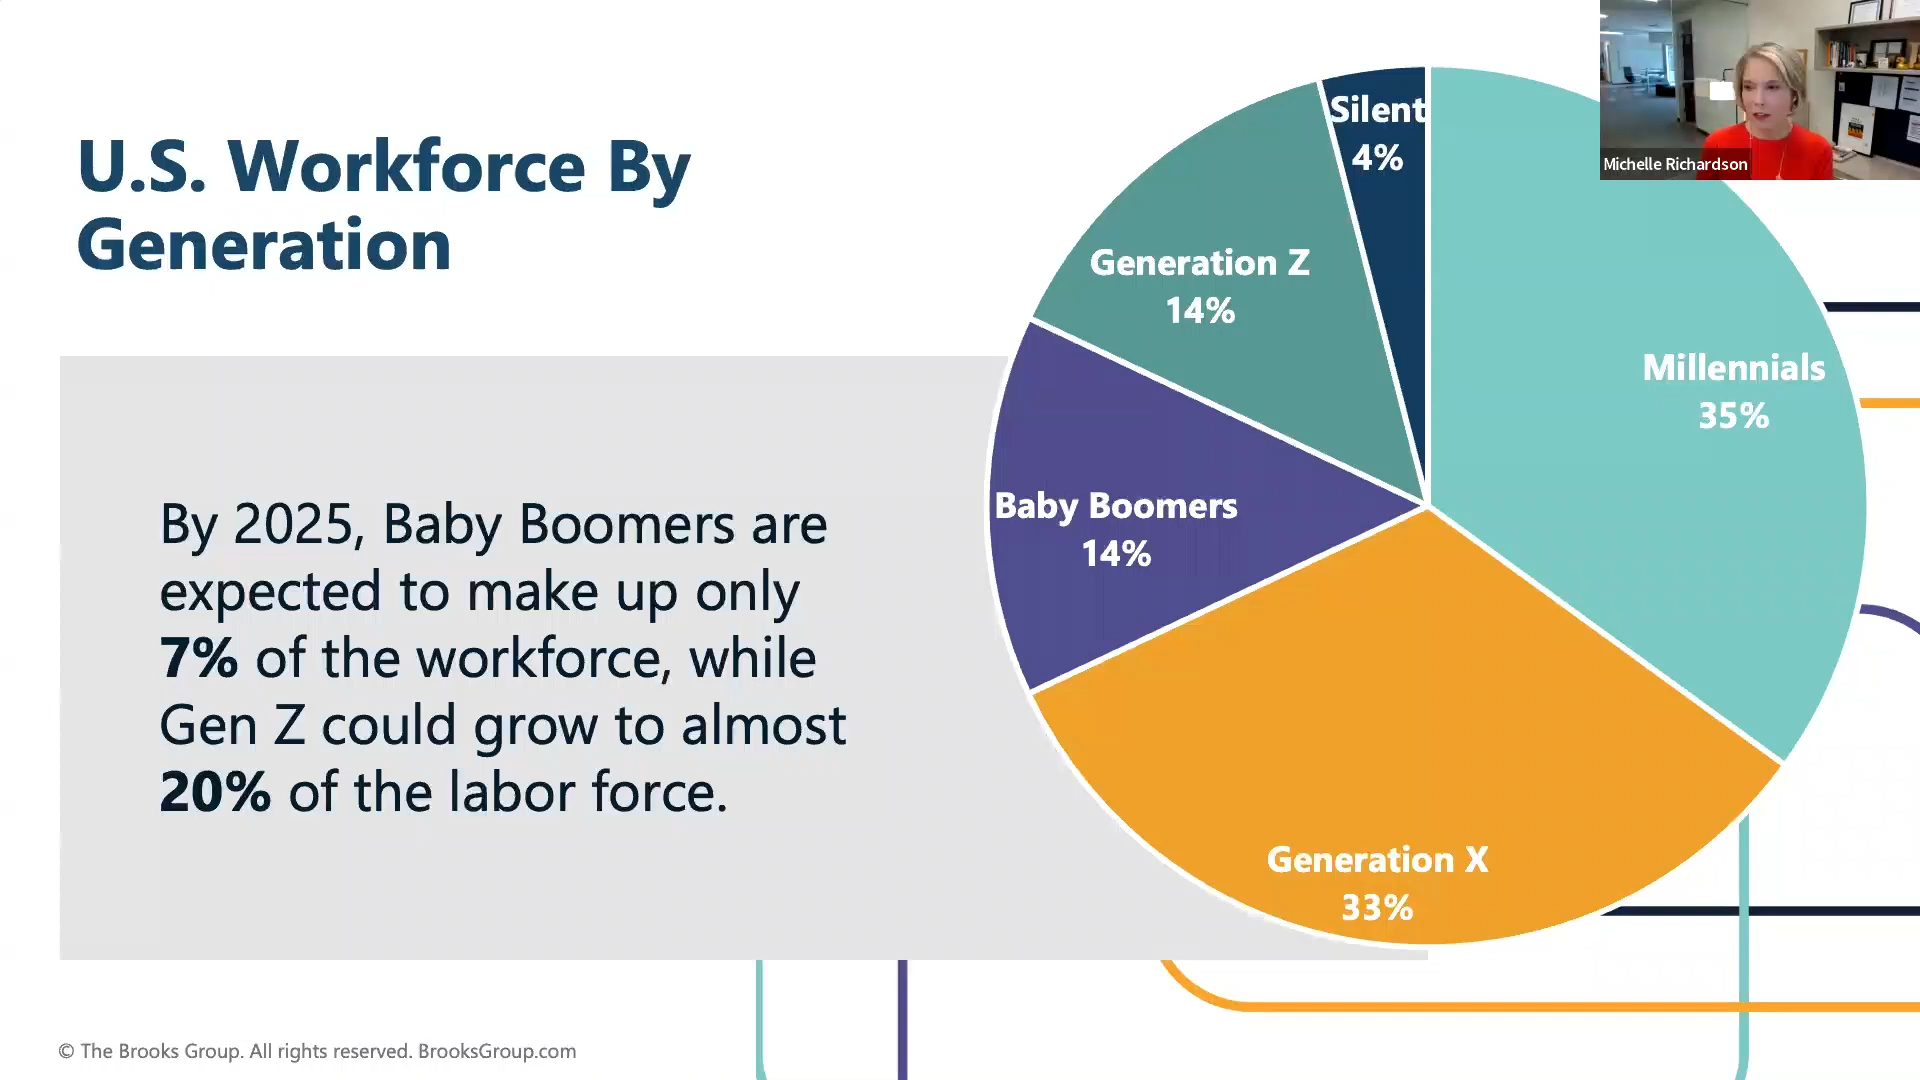 U.S. Workforce By
Generation
By 2025, Baby Boomers are
expected to make up only
7% of the workforce, while
Gen Z could grow to almost
20% of the labor force.
Silent
4%
Generation Z
14%
Millennials
35%
Baby Boomers
14%
Generation X
33%
Michelle Richardson
© The Brooks Group. All rights reserved. BrooksGroup.com